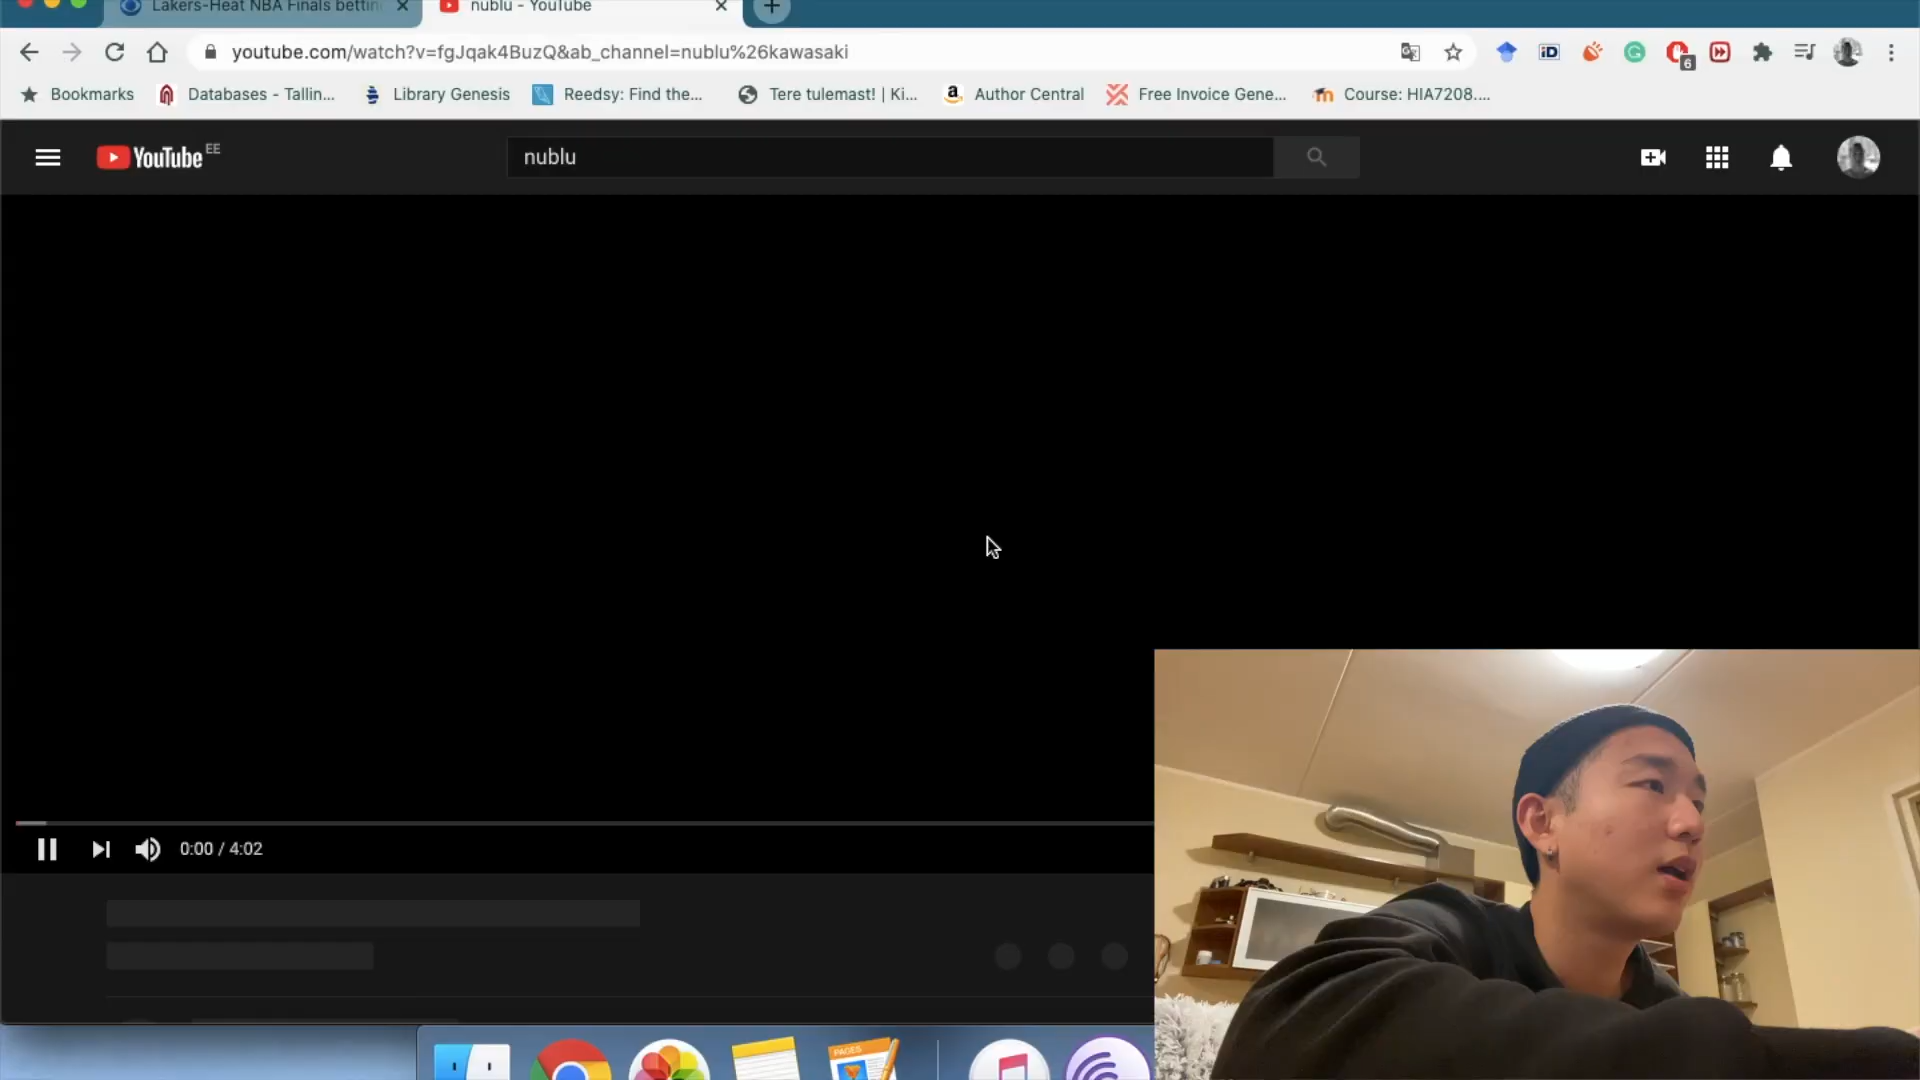 Lakers-Heat NBA Finals bettin
nublu - YouTube
youtube.com/watch?v=fgJqak4BuzQ&ab_channel=nublu%26kawasaki
6
Bookmarks
Databases - Tallin...
Library Genesis
Reedsy: Find the...
Tere tulemast! | Ki...
Author Central
Free Invoice Gene...
Course: HIA7208....
YouTube EE
nublu
0:00 / 4:02
PAGES